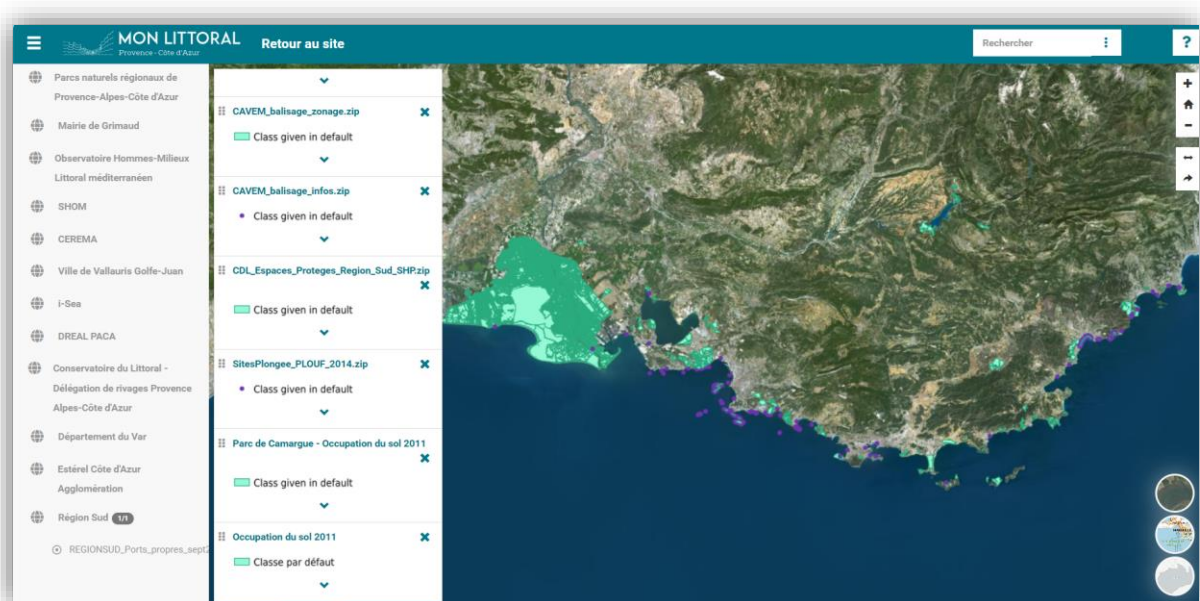 MON LITTORAL
Provence - Côte d'Azur
Retour au site
Rechercher
?
Parcs naturels régionaux de
Provence-Alpes-Côte d'Azur
Mairie de Grimaud
Observatoire Hommes-Milieux
Littoral méditerranéen
SHOM
CEREMA
Ville de Vallauris Golfe-Juan
i-Sea
DREAL PACA
Conservatoire du Littoral -
Délégation de rivages Provence
Alpes-Côte d'Azur
Département du Var
Estérel Côte d'Azur
Agglomération
Région Sud 1/1
REGIONSUD_Ports_propres_sept2
CAVEM_balisage_zonage.zip
Class given in default
CAVEM_balisage_infos.zip
Class given in default
CDL_Espaces_Proteges_Region_Sud_SHP.zip
Class given in default
SitesPlongee_PLOUF_2014.zip
Class given in default
Parc de Camargue - Occupation du sol 2011
Class given in default
Occupation du sol 2011
Classe par défaut